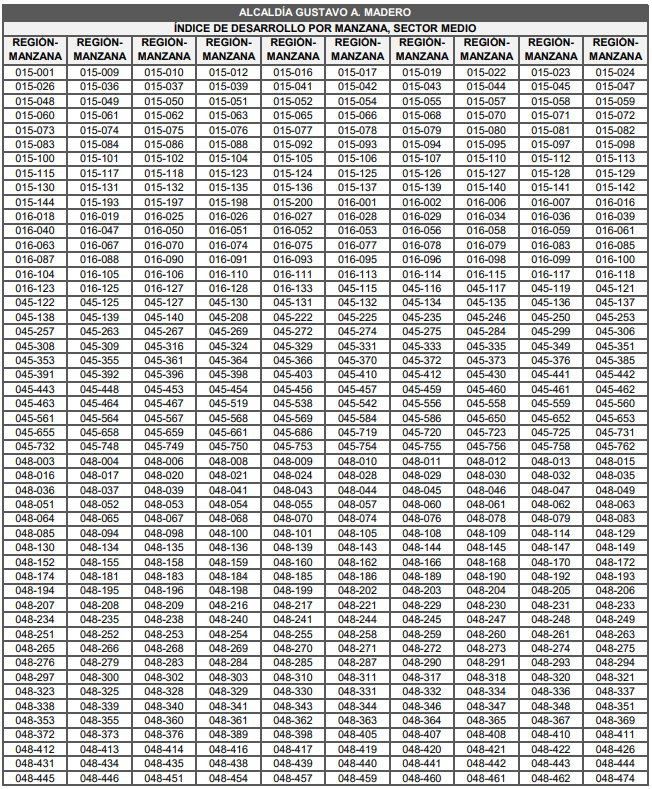 ALCALDÍA GUSTAVO A. MADERO
ÍNDICE DE DESARROLLO POR MANZANA, SECTOR MEDIO
REGIÓN- REGIÓN- REGIÓN- REGIÓN- REGIÓN- REGIÓN- REGIÓN- REGIÓN- REGIÓN- REGIÓN-
MANZANA MANZANA MANZANA MANZANA MANZANA MANZANA MANZANA MANZANA MANZANA MANZANA
015-001 015-009 015-010 015-012 015-016 015-017 015-019 015-022 015-023 015-024
015-026 015-036 015-037 015-039 015-041 015-042 015-043 015-044 015-045 015-047
015-048 015-049 015-050 015-051 015-052 015-054 015-055 015-057 015-058 015-059
015-060 015-061 015-062 015-063 015-065 015-066 015-068 015-070 015-071 015-072
015-073 015-074 015-075 015-076 015-077 015-078 015-079 015-080 015-081 015-082
015-083 015-084 015-086 015-088 015-092 015-093 015-094 015-095 015-097 015-098
015-100 015-101 015-102 015-104 015-105 015-106 015-107 015-110 015-112 015-113
015-115 015-117 015-118 015-123 015-124 015-125 015-126 015-127 015-128 015-129
015-130 015-131 015-132 015-135 015-136 015-137 015-139 015-140 015-141 015-142
015-144 015-193 015-197 015-198 015-200 016-001 016-002 016-006 016-007 016-016
016-018 016-019 016-025 016-026 016-027 016-028 016-029 016-034 016-036 016-039
016-040 016-047 016-050 016-051 016-052 016-053 016-056 016-058 016-059 016-061
016-063 016-067 016-070 016-074 016-075 016-077 016-078 016-079 016-083 016-085
016-087 016-088 016-090 016-091 016-093 016-095 016-096 016-098 016-099 016-100
016-104 016-105 016-106 016-110 016-111 016-113 016-114 016-115 016-117 016-118
016-123 016-125 016-127 016-128 016-133 045-115 045-116 045-117 045-119 045-121
045-122 045-125 045-127 045-130 045-131 045-132 045-134 045-135 045-136 045-137
045-138 045-139 045-140 045-208 045-222 045-225 045-235 045-246 045-250 045-253
045-257 045-263 045-267 045-269 045-272 045-274 045-275 045-284 045-299 045-306
045-308 045-309 045-316 045-324 045-329 045-331 045-333 045-335 045-349 045-351
045-353 045-355 045-361 045-364 045-366 045-370 045-372 045-373 045-376 045-385
045-391 045-392 045-396 045-398 045-403 045-410 045-412 045-430 045-441 045-442
045-443 045-448 045-453 045-454 045-456 045-457 045-459 045-460 045-461 045-462
045-463 045-464 045-467 045-519 045-538 045-542 045-556 045-558 045-559 045-560
045-561 045-564 045-567 045-568 045-569 045-584 045-586 045-650 045-652 045-653
045-655 045-658 045-659 045-661 045-686 045-719 045-720 045-723 045-725 045-731
045-732 045-748 045-749 045-750 045-753 045-754 045-755 045-756 045-758 045-762
048-003 048-004 048-006 048-008 048-009 048-010 048-011 048-012 048-013 048-015
048-016 048-017 048-020 048-021 048-024 048-028 048-029 048-030 048-032 048-035
048-036 048-037 048-039 048-041 048-043 048-044 048-045 048-046 048-047 048-049
048-051 048-052 048-053 048-054 048-055 048-057 048-060 048-061 048-062 048-063
048-064 048-065 048-067 048-068 048-070 048-074 048-076 048-078 048-079 048-083
048-085 048-094 048-098 048-100 048-101 048-105 048-108 048-109 048-114 048-129
048-130 048-134 048-135 048-136 048-139 048-143 048-144 048-145 048-147 048-149
048-152 048-155 048-158 048-159 048-160 048-162 048-166 048-168 048-170 048-172
048-174 048-181 048-183 048-184 048-185 048-186 048-189 048-190 048-192 048-193
048-194 048-195 048-196 048-198 048-199 048-202 048-203 048-204 048-205 048-206
048-207 048-208 048-209 048-216 048-217 048-221 048-229 048-230 048-231 048-233
048-234 048-235 048-238 048-240 048-241 048-244 048-245 048-247 048-248 048-249
048-251 048-252 048-253 048-254 048-255 048-258 048-259 048-260 048-261 048-263
048-265 048-266 048-268 048-269 048-270 048-271 048-272 048-273 048-274 048-275
048-276 048-279 048-283 048-284 048-285 048-287 048-290 048-291 048-293 048-294
048-297 048-300 048-302 048-303 048-310 048-311 048-317 048-318 048-320 048-321
048-323 048-325 048-328 048-329 048-330 048-331 048-332 048-334 048-336 048-337
048-338 048-339 048-340 048-341 048-343 048-344 048-346 048-347 048-348 048-351
048-353 048-355 048-360 048-361 048-362 048-363 048-364 048-365 048-367 048-369
048-372 048-373 048-376 048-389 048-398 048-405 048-407 048-408 048-410 048-411
048-412 048-413 048-414 048-416 048-417 048-419 048-420 048-421 048-422 048-426
048-431 048-434 048-435 048-438 048-439 048-440 048-441 048-442 048-443 048-444
048-445 048-446 048-451 048-454 048-457 048-459 048-460 048-461 048-462 048-474